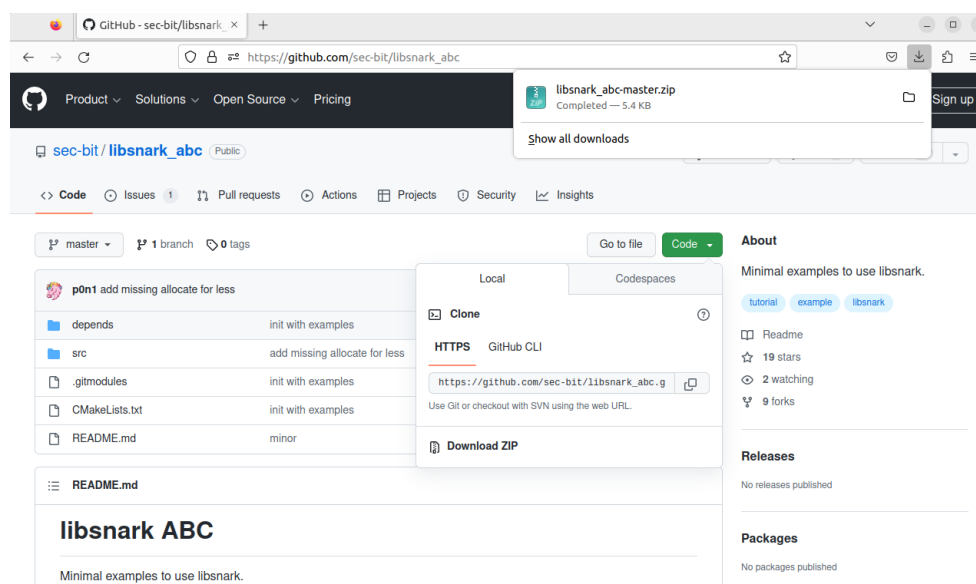 GitHub - sec-bit/libsnark_
https://github.com/sec-bit/libsnark_abc
Product
Solutions
Open Source
Pricing
Sign up
ZIP
libsnark_abc-master.zip
Completed — 5.4 KB
Show all downloads
sec-bit / libsnark_abc Public
Code
Issues 1
Pull requests
Actions
Projects
Security
Insights
master
1 branch
0 tags
Go to file
Code
p0n1 add missing allocate for less
depends init with examples
src add missing allocate for less
.gitmodules init with examples
CMakeLists.txt init with examples
README.md minor
Local
Codespaces
Clone
HTTPS
GitHub CLI
https://github.com/sec-bit/libsnark_abc.g
Use Git or checkout with SVN using the web URL.
Download ZIP
README.md
libsnark ABC
Minimal examples to use libsnark.
About
Minimal examples to use libsnark.
tutorial example libsnark
Readme
19 stars
2 watching
9 forks
Releases
No releases published
Packages
No packages published